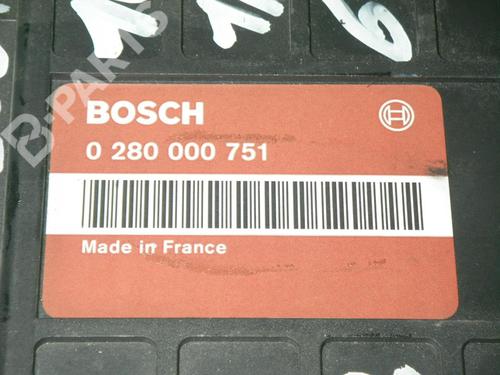 B-PARTS
BOSCH
0 280 000 751
Made in France